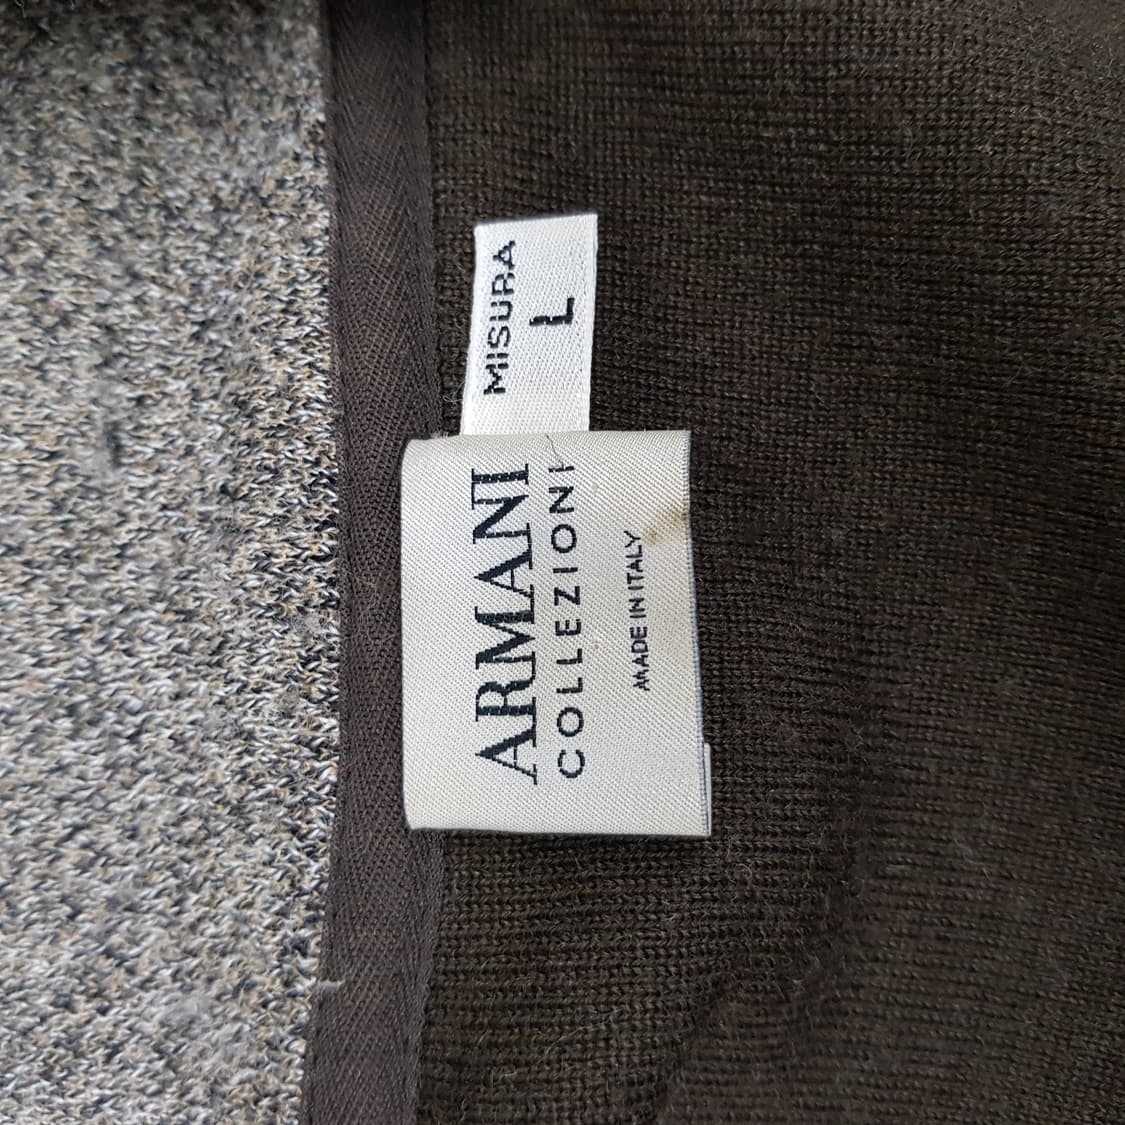 MISURA
L
ARMANI
COLLEZIONI
MADE IN ITALY